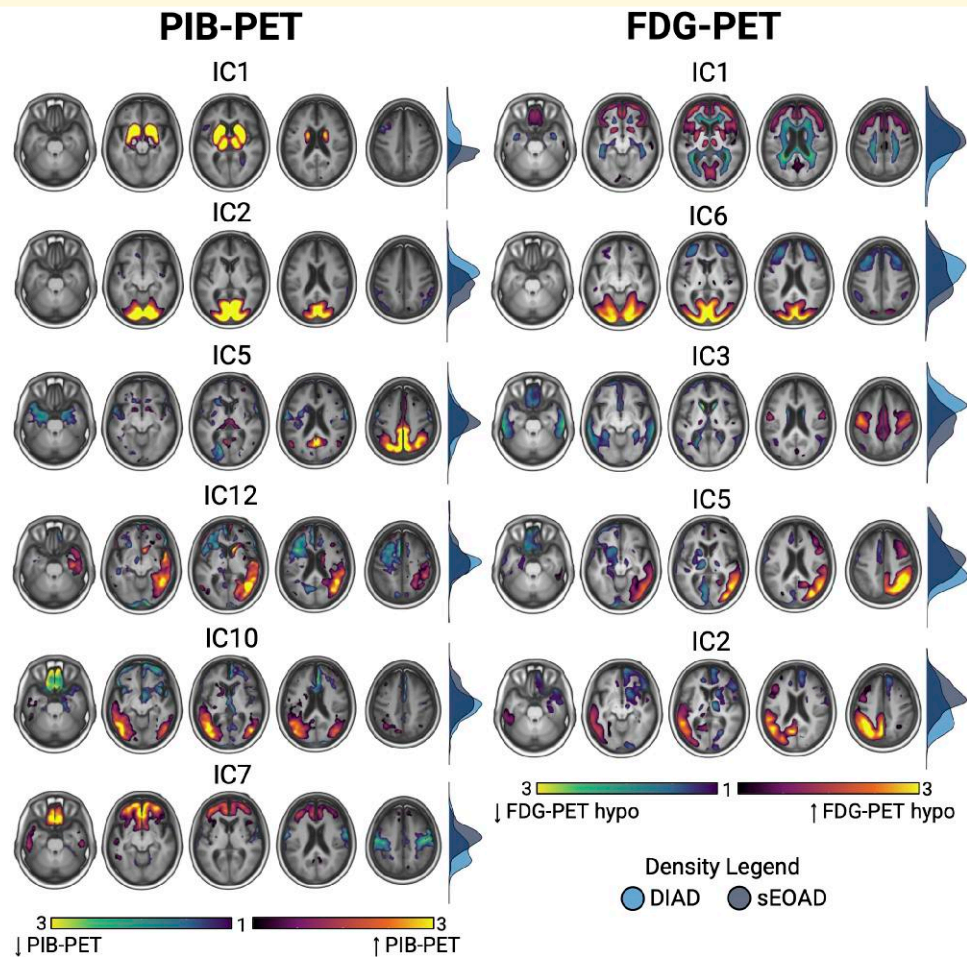 PIB-PET
IC1
IC2
IC5
IC12
IC10
IC7
3 1 3
↓ PIB-PET ↑ PIB-PET
FDG-PET
IC1
IC6
IC3
IC5
IC2
3 1 3
↓ FDG-PET hypo ↑ FDG-PET hypo
Density Legend
DIAD sEOAD